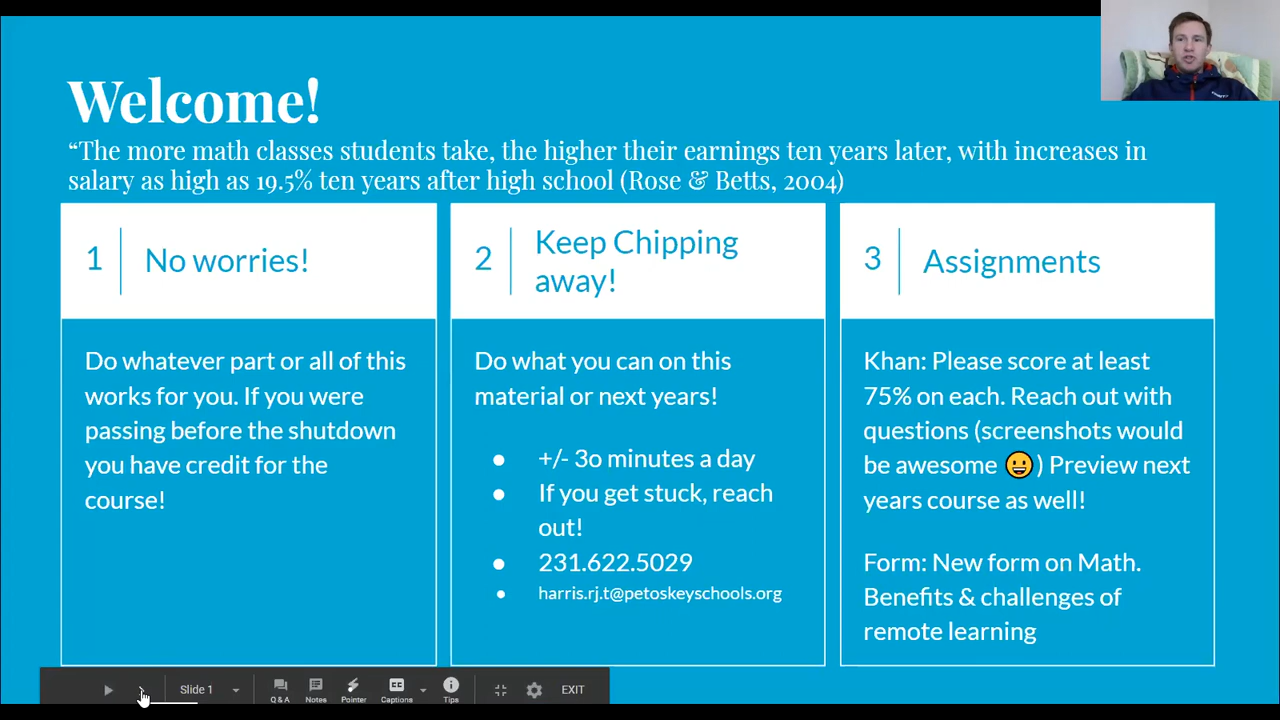 Welcome!
“The more math classes students take, the higher their earnings ten years later, with increases in
salary as high as 19.5% ten years after high school (Rose & Betts, 2004)
1
No worries!
Do whatever part or all of this
works for you. If you were
passing before the shutdown
you have credit for the
course!
2
Keep Chipping
away!
Do what you can on this
material or next years!
● +/- 3o minutes a day
● If you get stuck, reach
out!
● 231.622.5029
● harris.rj.t@petoskeyschools.org
3
Assignments
Khan: Please score at least
75% on each. Reach out with
questions (screenshots would
be awesome 😀) Preview next
years course as well!
Form: New form on Math.
Benefits & challenges of
remote learning
Slide 1
Q & A
Notes
Pointer
Captions
Tips
EXIT